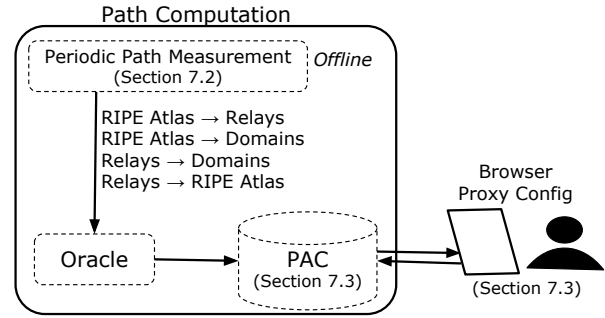 Path Computation
Periodic Path Measurement
(Section 7.2)
Offline
RIPE Atlas → Relays
RIPE Atlas → Domains
Relays → Domains
Relays → RIPE Atlas
Browser
Proxy Config
Oracle
PAC
(Section 7.3)
(Section 7.3)